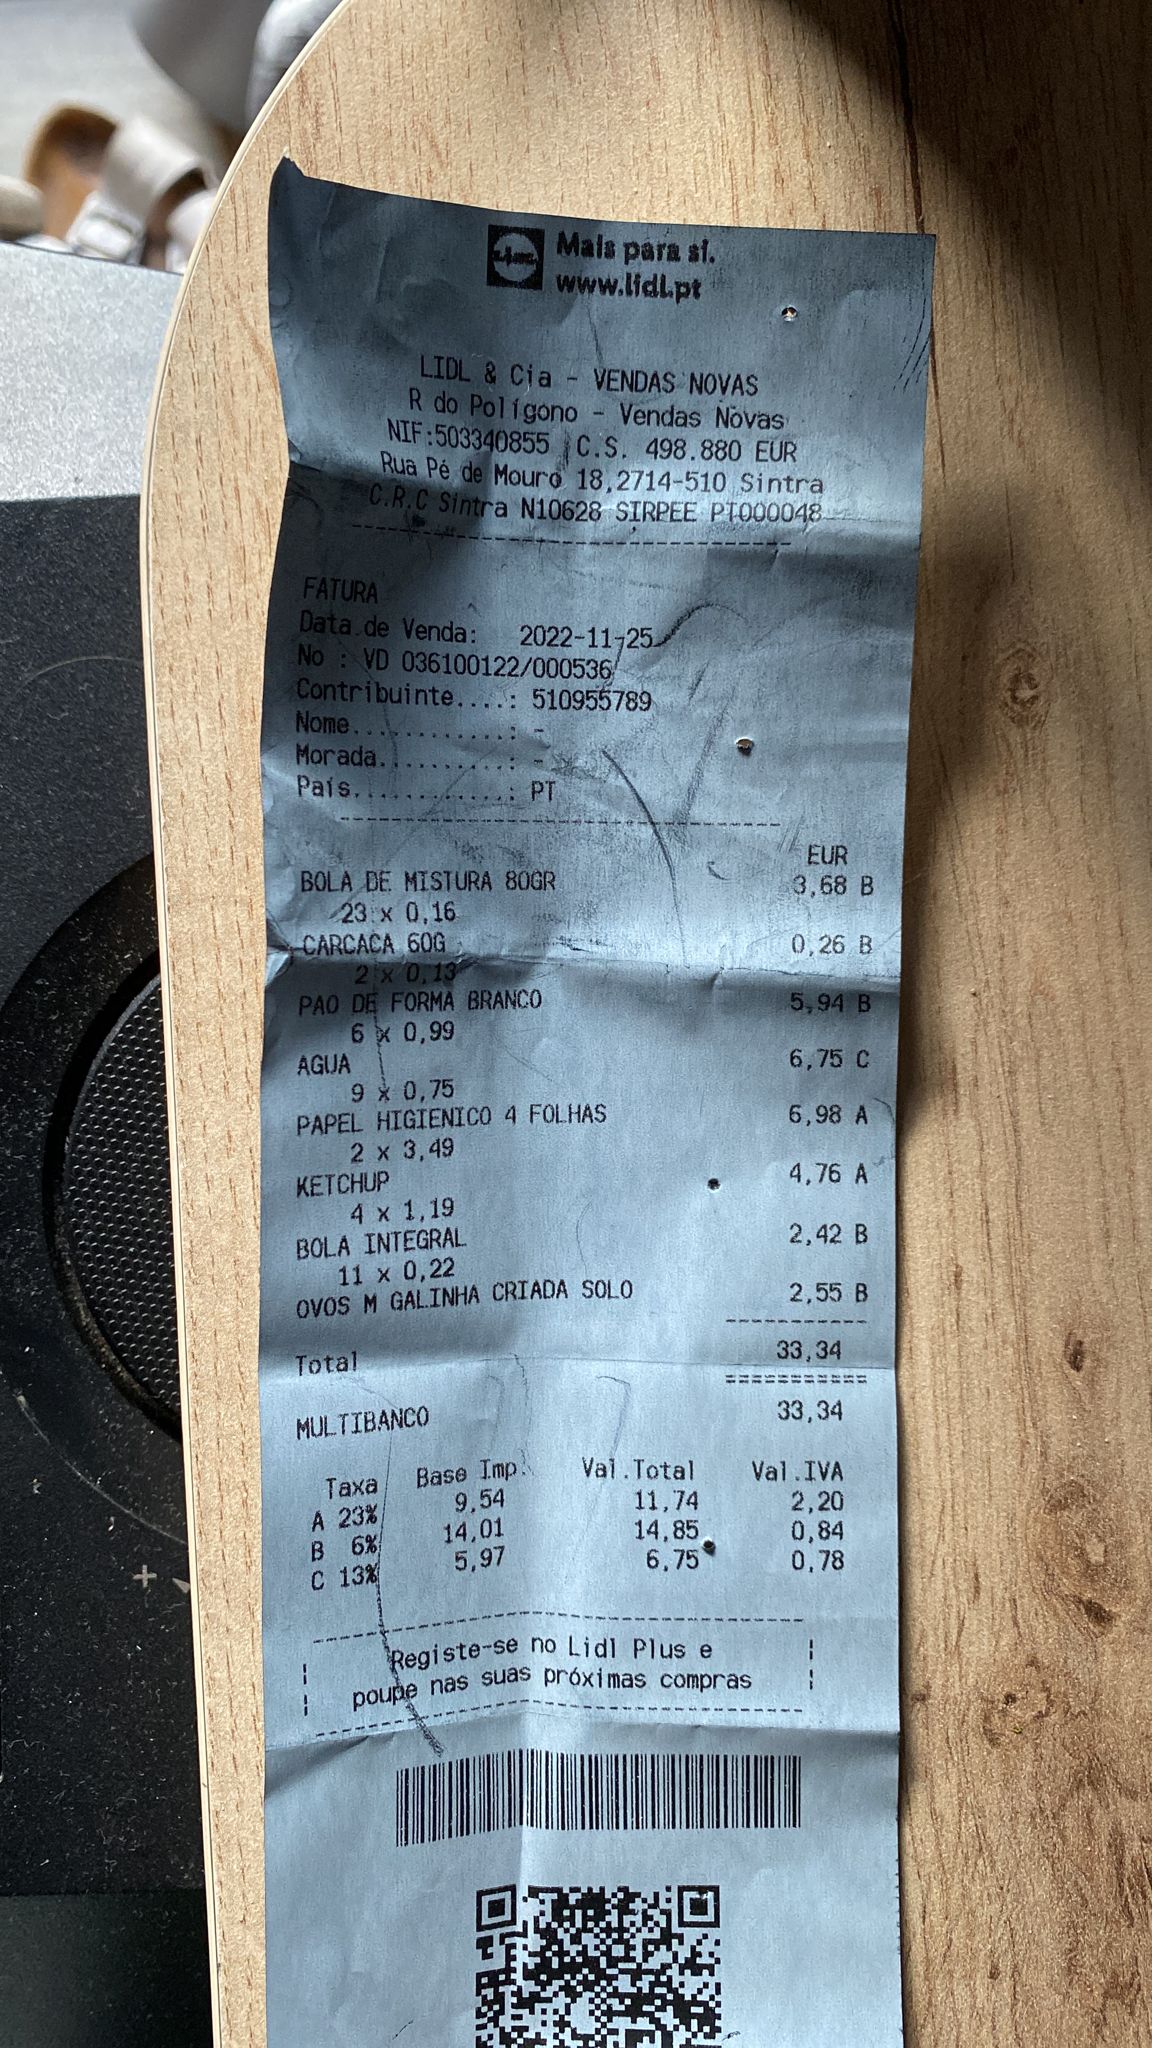 LIDL
Mais para si.
www.lidl.pt
LIDL & Cia - VENDAS NOVAS
R do Polígono - Vendas Novas
NIF:503340855 C.S. 498.880 EUR
Rua Pé de Mouro 18,2714-510 Sintra
C.R.C Sintra N10628 SIRPEE PT000048
FATURA
Data de Venda: 2022-11-25
No : VD 036100122/000536
Contribuinte....: 510955789
Nome............: -
Morada..........: -
País............: PT
EUR
BOLA DE MISTURA 80GR 3,68 B
23 x 0,16
CARCACA 60G 0,26 B
2 x 0,13
PAO DE FORMA BRANCO 5,94 B
6 x 0,99
AGUA 6,75 C
9 x 0,75
PAPEL HIGIENICO 4 FOLHAS 6,98 A
2 x 3,49
KETCHUP 4,76 A
4 x 1,19
BOLA INTEGRAL 2,42 B
11 x 0,22
OVOS M GALINHA CRIADA SOLO 2,55 B
Total 33,34
MULTIBANCO 33,34
Taxa Base Imp. Val.Total Val.IVA
A 23% 9,54 11,74 2,20
B 6% 14,01 14,85 0,84
C 13% 5,97 6,75 0,78
Registe-se no Lidl Plus e
poupe nas suas próximas compras